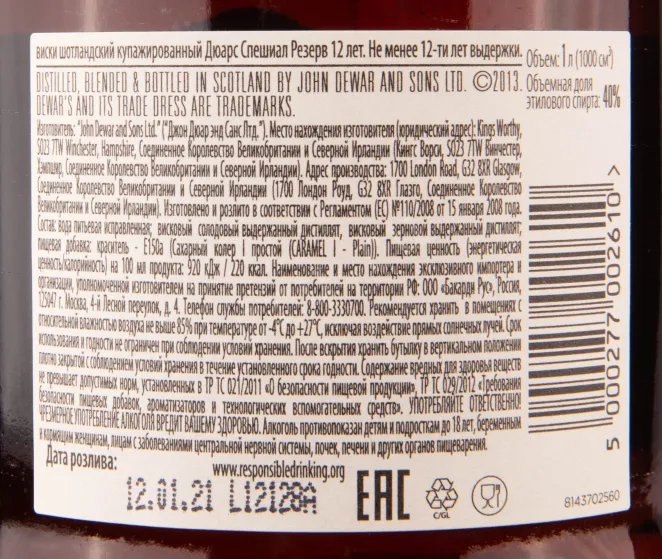 виски шотландский купажированный Дюарс Спешиал Резерв 12 лет. Не менее 12-ти лет выдержки.
Объем: 1 л (1000 см³)
Объемная доля
этилового спирта: 40%
DISTILLED, BLENDED & BOTTLED IN SCOTLAND BY JOHN DEWAR AND SONS LTD. ©2013.
DEWAR'S AND ITS TRADE DRESS ARE TRADEMARKS.
Изготовитель: "John Dewar and Sons Ltd." ("Джон Дюар энд Санс Лтд."). Место нахождения изготовителя (юридический адрес): Kings Worthy,
SO23 7TW Winchester, Hampshire, Соединенное Королевство Великобритании и Северной Ирландии (Кингс Ворси, SO23 7TW Винчестер,
Хэмпшир, Соединенное Королевство Великобритании и Северной Ирландии). Адрес производства: 1700 London Road, G32 8XR Glasgow,
Соединенное Королевство Великобритании и Северной Ирландии (1700 Лондон Роуд, G32 8XR Глазго, Соединенное Королевство
Великобритании и Северной Ирландии). Изготовлено и розлито в соответствии с Регламентом (ЕС) №110/2008 от 15 января 2008 года.
Состав: вода питьевая исправленная; висковый солодовый выдержанный дистиллят, висковый зерновой выдержанный дистиллят;
пищевая добавка: краситель - Е150а (Сахарный колер I простой (CARAMEL I - Plain)). Пищевая ценность (энергетическая
ценность/калорийность) на 100 мл продукта: 920 кДж / 220 ккал. Наименование и место нахождения эксклюзивного импортера и
организации, уполномоченной изготовителем на принятие претензий от потребителей на территории РФ: ООО «Бакарди Рус», Россия,
125047 г. Москва, 4-й Лесной переулок, д. 4. Телефон службы потребителей: 8-800-3330700. Рекомендуется хранить в помещениях с
относительной влажностью воздуха не выше 85% при температуре от -4°С до +27°С, исключая воздействие прямых солнечных лучей. Срок
использования и годности не ограничен при соблюдении условий хранения. После вскрытия хранить бутылку в вертикальном положении
плотно закрытой с соблюдением условий хранения в течение установленного срока годности. Содержание вредных для здоровья веществ
не превышает допустимых норм, установленных в ТР ТС 021/2011 «О безопасности пищевой продукции», ТР ТС 029/2012 «Требования
безопасности пищевых добавок, ароматизаторов и технологических вспомогательных средств». УПОТРЕБЛЯЙТЕ ОТВЕТСТВЕННО.
ЧРЕЗМЕРНОЕ УПОТРЕБЛЕНИЕ АЛКОГОЛЯ ВРЕДИТ ВАШЕМУ ЗДОРОВЬЮ. Алкоголь противопоказан детям и подросткам до 18 лет, беременным
и кормящим женщинам, лицам с заболеваниями центральной нервной системы, почек, печени и других органов пищеварения.
Дата розлива:
www.responsibledrinking.org
12.01.21 L12128A
EAC
C/GL
8143702560
5 000277 002610 >